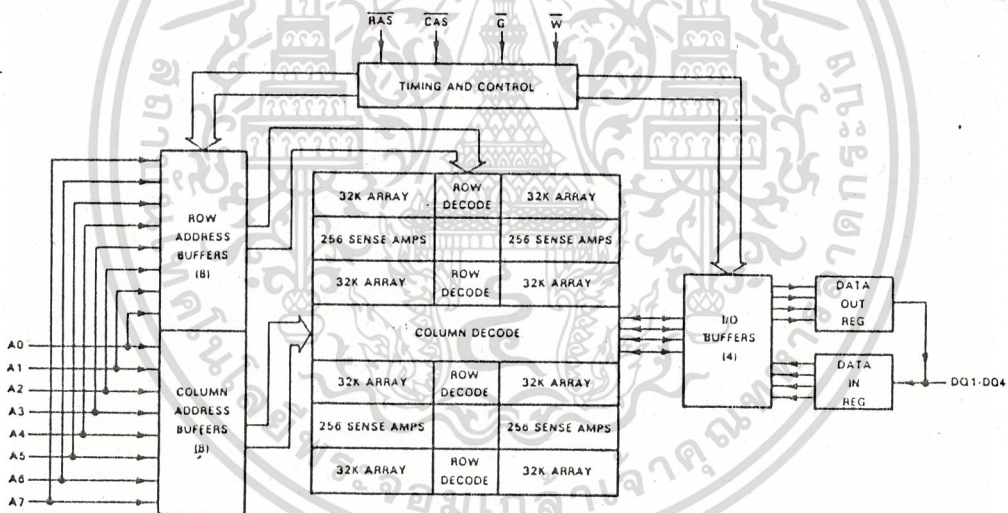 RAS CAS G W
TIMING AND CONTROL
ROW
ADDRESS
BUFFERS
(8)
32K ARRAY ROW DECODE 32K ARRAY
256 SENSE AMPS 256 SENSE AMPS
32K ARRAY ROW DECODE 32K ARRAY
COLUMN DECODE
32K ARRAY ROW DECODE 32K ARRAY
256 SENSE AMPS 256 SENSE AMPS
32K ARRAY ROW DECODE 32K ARRAY
COLUMN
ADDRESS
BUFFERS
(8)
I/O
BUFFERS
(4)
DATA
OUT
REG
DATA
IN
REG
DQ1-DQ4
A0
A1
A2
A3
A4
A5
A6
A7